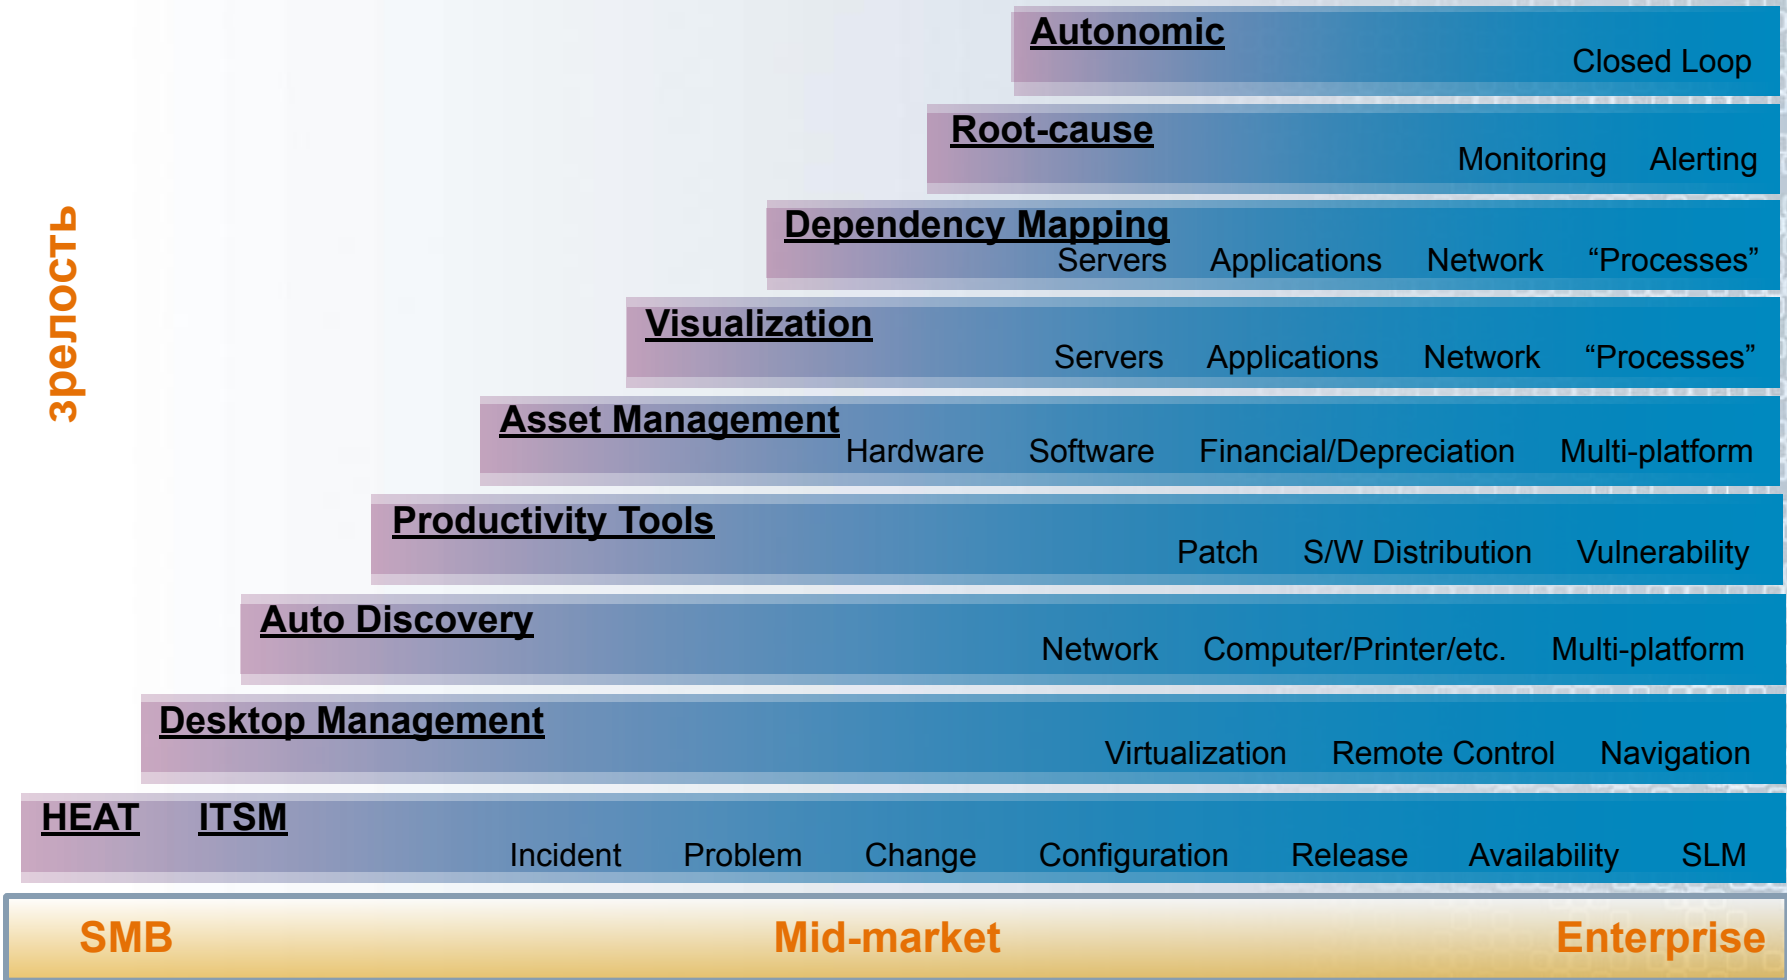 Autonomic
Closed Loop
Root-cause
Monitoring Alerting
Dependency Mapping
Servers Applications Network “Processes”
Visualization
Servers Applications Network “Processes”
Asset Management
Hardware Software Financial/Depreciation Multi-platform
Productivity Tools
Patch S/W Distribution Vulnerability
Auto Discovery
Network Computer/Printer/etc. Multi-platform
Desktop Management
Virtualization Remote Control Navigation
HEAT ITSM
Incident Problem Change Configuration Release Availability SLM
SMB Mid-market Enterprise
зрелость